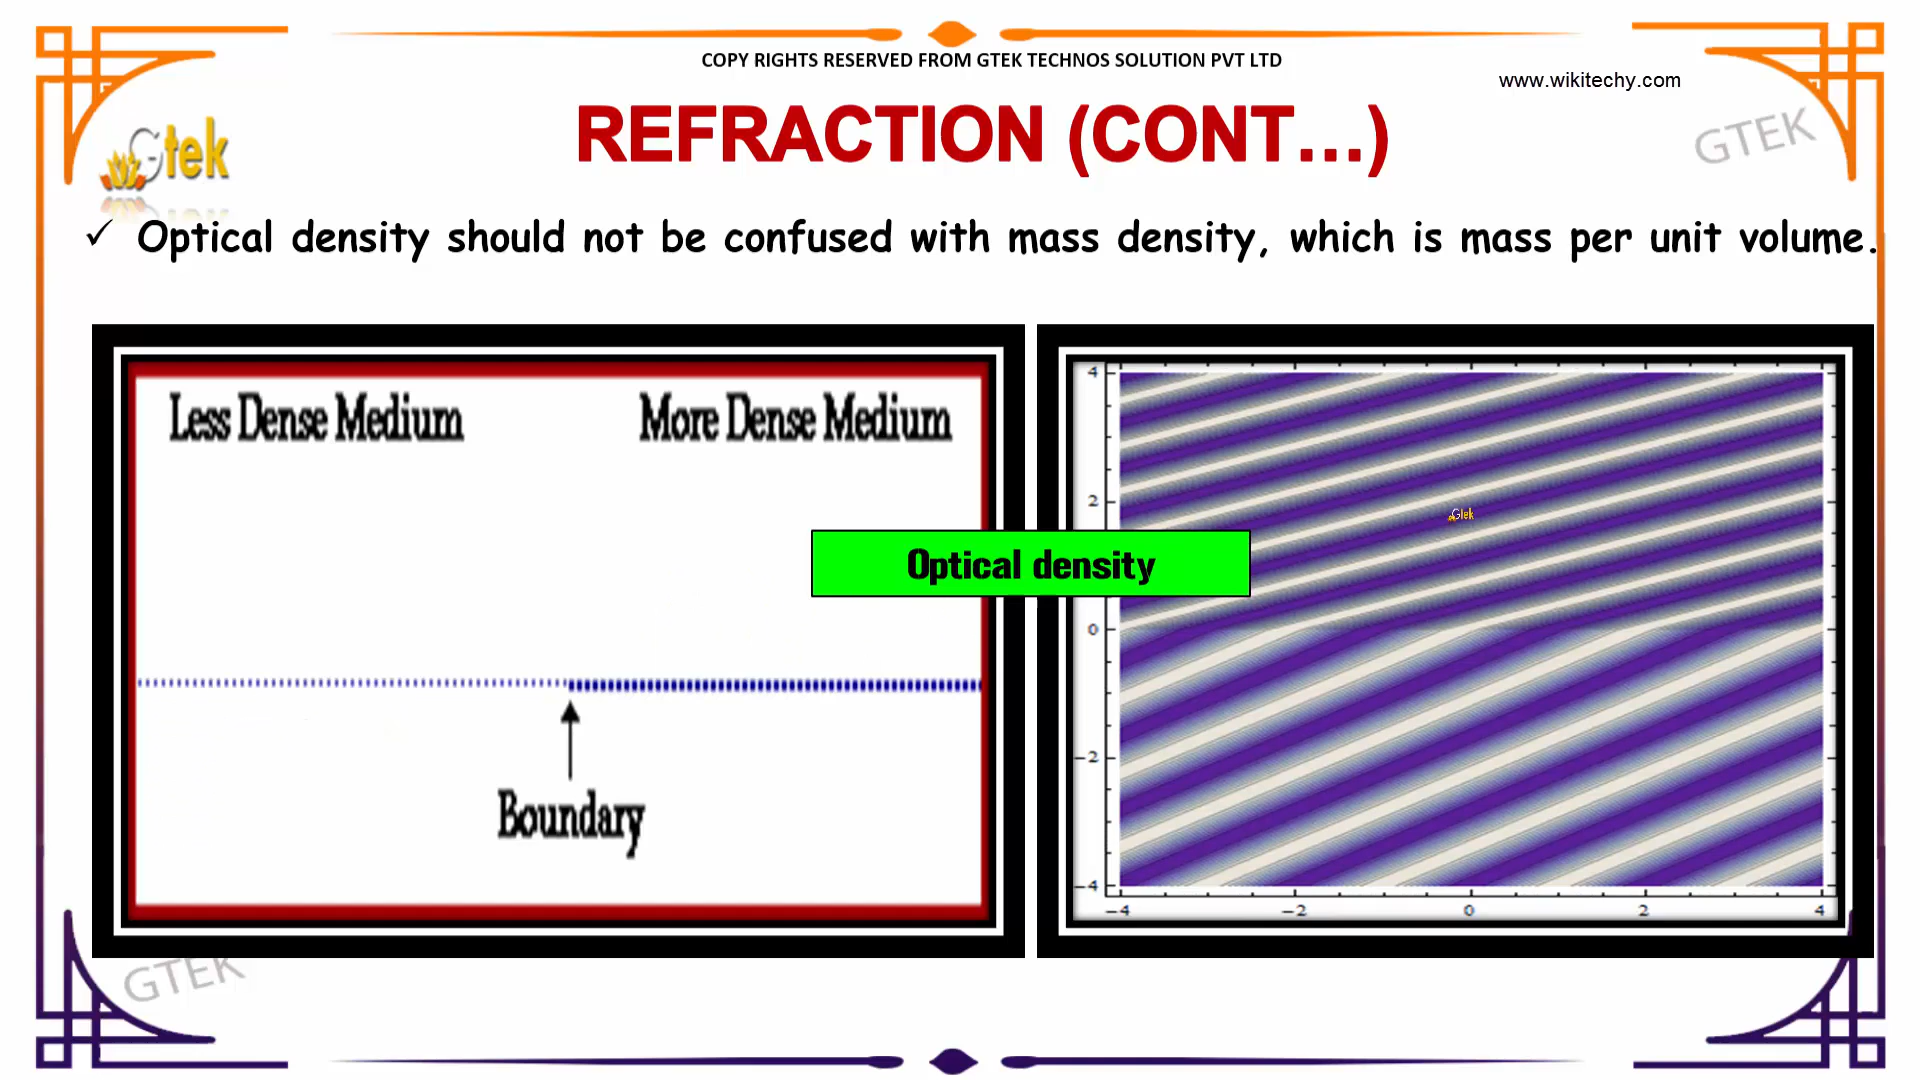 COPY RIGHTS RESERVED FROM GTEK TECHNOS SOLUTION PVT LTD
www.wikitechy.com
REFRACTION (CONT...)
GTEK
Gtek
✓ Optical density should not be confused with mass density, which is mass per unit volume.
Less Dense Medium
More Dense Medium
Boundary
Optical density
4
2
0
−2
−4
Gtek
−4 −2 0 2 4
GTEK